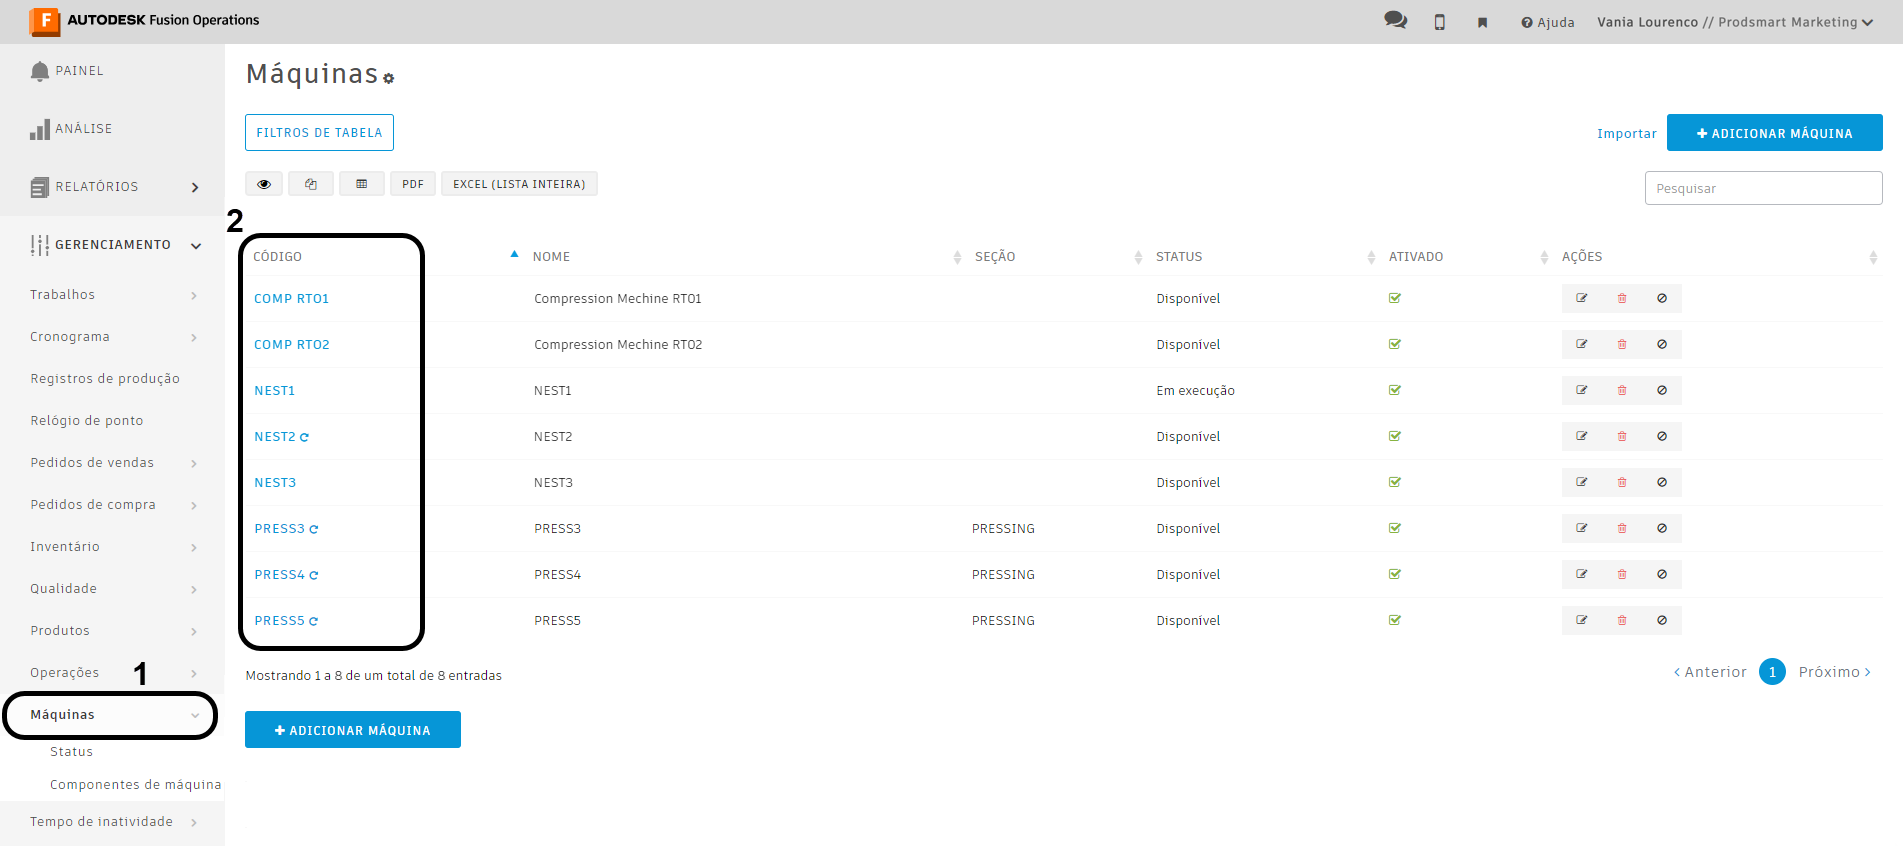 F AUTODESK Fusion Operations
Ajuda
Vania Lourenco // Prodsmart Marketing
PAINEL
ANÁLISE
RELATÓRIOS
GERENCIAMENTO
Trabalhos
Cronograma
Registros de produção
Relógio de ponto
Pedidos de vendas
Pedidos de compra
Inventário
Qualidade
Produtos
Operações
1
Máquinas
Status
Componentes de máquina
Tempo de inatividade
Máquinas
FILTROS DE TABELA
Importar
+ ADICIONAR MÁQUINA
PDF
EXCEL (LISTA INTEIRA)
Pesquisar
2
CÓDIGO NOME SEÇÃO STATUS ATIVADO AÇÕES
COMP RT01 Compression Mechine RT01 Disponível
COMP RT02 Compression Mechine RT02 Disponível
NEST1 NEST1 Em execução
NEST2 NEST2 Disponível
NEST3 NEST3 Disponível
PRESS3 PRESS3 PRESSING Disponível
PRESS4 PRESS4 PRESSING Disponível
PRESS5 PRESS5 PRESSING Disponível
Mostrando 1 a 8 de um total de 8 entradas
< Anterior 1 Próximo >
+ ADICIONAR MÁQUINA